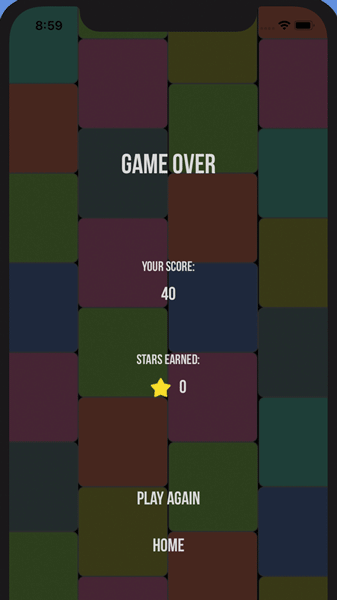 8:59
GAME OVER
YOUR SCORE:
40
STARS EARNED:
0
PLAY AGAIN
HOME